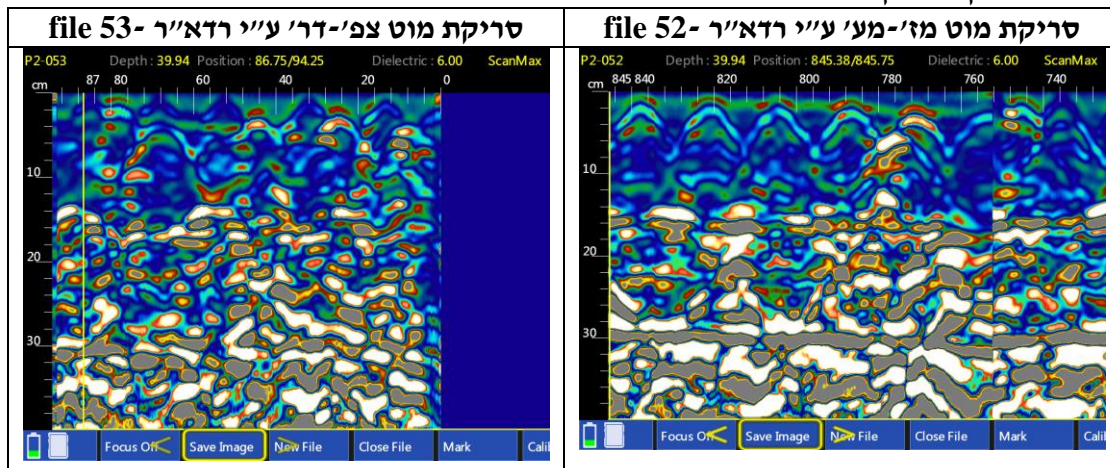 סריקת מוט צפ'-דר' ע"י רדא"ר -file 53
סריקת מוט מז'-מע' ע"י רדא"ר -file 52
P2-053 Depth : 39.94 Position : 86.75/94.25 Dielectric : 6.00 ScanMax
cm 87 80 60 40 20 0
10
20
30
Focus Off Save Image New File Close File Mark Cali
P2-052 Depth : 39.94 Position : 845.38/845.75 Dielectric : 6.00 ScanMax
cm 845 840 820 800 780 760 740
10
20
30
Focus Off Save Image New File Close File Mark Cali